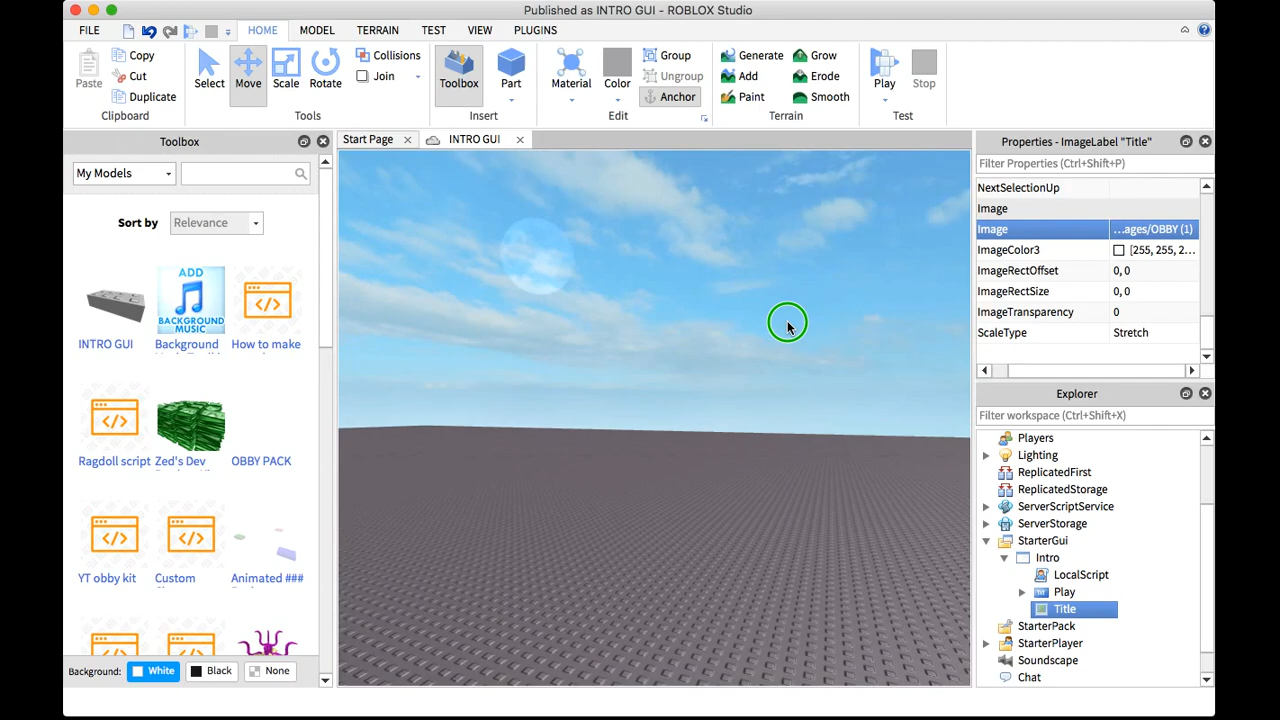 Published as INTRO GUI - ROBLOX Studio
FILE HOME MODEL TERRAIN TEST VIEW PLUGINS
Paste
Copy
Cut
Duplicate
Clipboard
Select Move Scale Rotate
Collisions
Join
Tools
Toolbox Part
Insert
Material Color
Group
Ungroup
Anchor
Edit
Generate Grow
Add Erode
Paint Smooth
Terrain
Play Stop
Test
Toolbox
My Models
Sort by Relevance
ADD
BACKGROUND
MUSIC
INTRO GUI Background How to make
Ragdoll script Zed's Dev OBBY PACK
YT obby kit Custom Animated ###
Background: White Black None
Start Page INTRO GUI
Properties - ImageLabel "Title"
Filter Properties (Ctrl+Shift+P)
NextSelectionUp
Image
Image ...ages/OBBY (1)
ImageColor3 [255, 255, 2...
ImageRectOffset 0, 0
ImageRectSize 0, 0
ImageTransparency 0
ScaleType Stretch
Explorer
Filter workspace (Ctrl+Shift+X)
Players
Lighting
ReplicatedFirst
ReplicatedStorage
ServerScriptService
ServerStorage
StarterGui
Intro
LocalScript
Play
Title
StarterPack
StarterPlayer
Soundscape
Chat